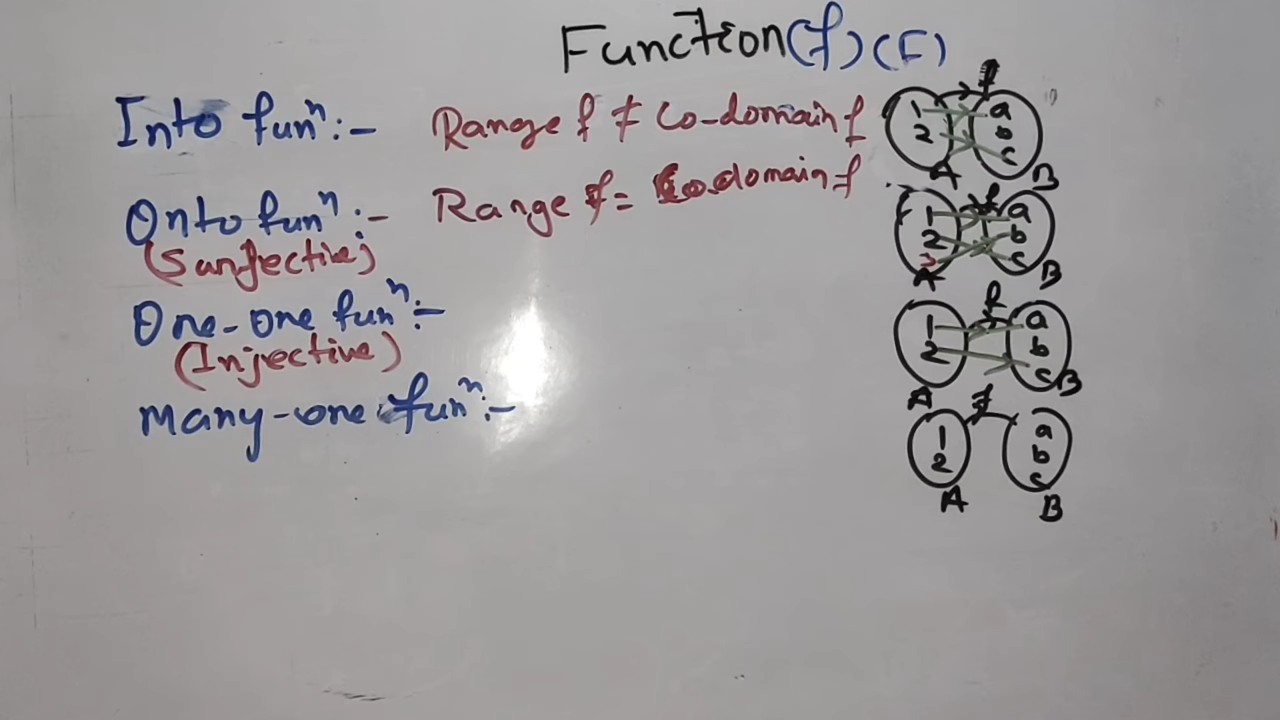 Function (f) (F)
Into funⁿ:- Range f ≠ Co-domain f
Onto funⁿ:- Range f = Co-domain f
(Surjective)
One-one funⁿ:-
(Injective)
Many-one funⁿ:-
f
1 a
2 b
c
A B
f
1 a
2 b
3 c
A B
f
1 a
2 b
c
A B
f
1 a
2 b
c
A B